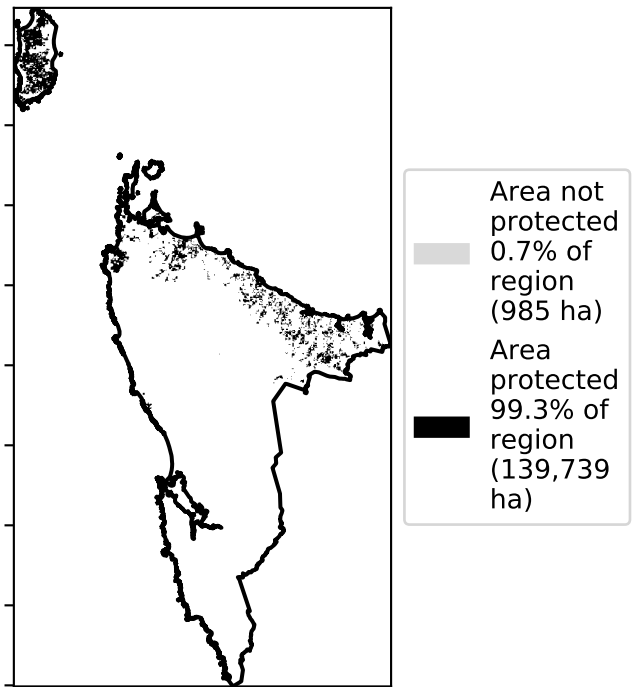 Area not
protected
0.7% of
region
(985 ha)
Area
protected
99.3% of
region
(139,739
ha)